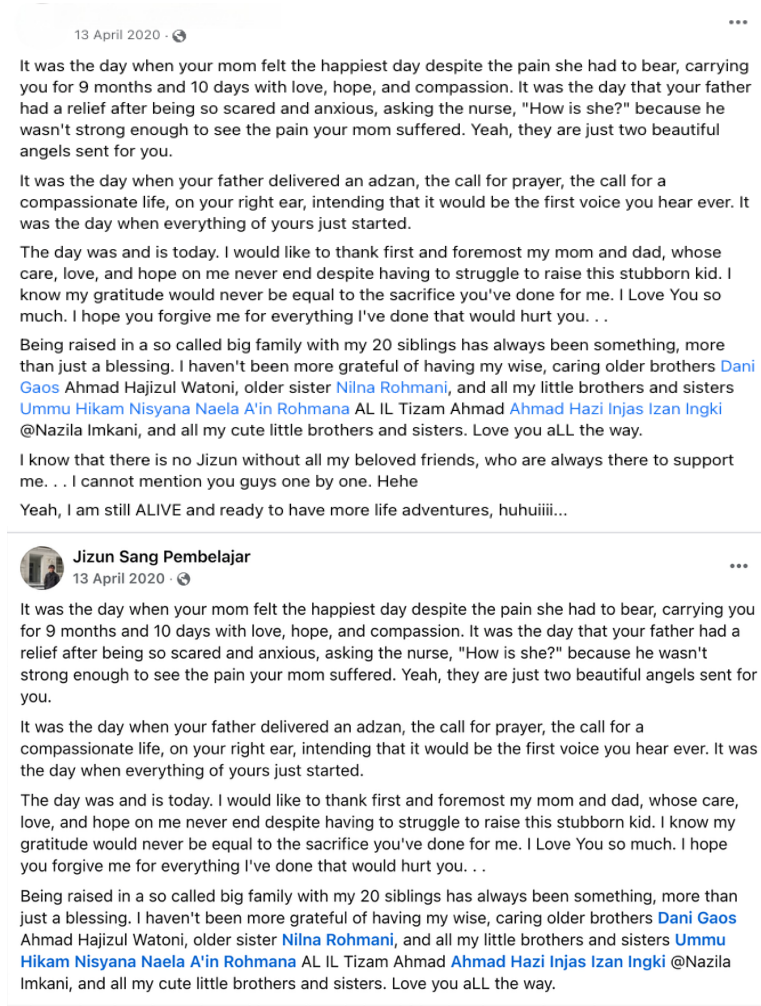 13 April 2020 ·
It was the day when your mom felt the happiest day despite the pain she had to bear, carrying
you for 9 months and 10 days with love, hope, and compassion. It was the day that your father
had a relief after being so scared and anxious, asking the nurse, "How is she?" because he
wasn't strong enough to see the pain your mom suffered. Yeah, they are just two beautiful
angels sent for you.
It was the day when your father delivered an adzan, the call for prayer, the call for a
compassionate life, on your right ear, intending that it would be the first voice you hear ever. It
was the day when everything of yours just started.
The day was and is today. I would like to thank first and foremost my mom and dad, whose
care, love, and hope on me never end despite having to struggle to raise this stubborn kid. I
know my gratitude would never be equal to the sacrifice you've done for me. I Love You so
much. I hope you forgive me for everything I've done that would hurt you. . .
Being raised in a so called big family with my 20 siblings has always been something, more
than just a blessing. I haven't been more grateful of having my wise, caring older brothers Dani
Gaos Ahmad Hajizul Watoni, older sister Nilna Rohmani, and all my little brothers and sisters
Ummu Hikam Nisyana Naela A'in Rohmana AL IL Tizam Ahmad Ahmad Hazi Injas Izan Ingki
@Nazila Imkani, and all my cute little brothers and sisters. Love you aLL the way.
I know that there is no Jizun without all my beloved friends, who are always there to support
me. . . I cannot mention you guys one by one. Hehe
Yeah, I am still ALIVE and ready to have more life adventures, huhuiiii...
Jizun Sang Pembelajar
13 April 2020 ·
It was the day when your mom felt the happiest day despite the pain she had to bear, carrying you
for 9 months and 10 days with love, hope, and compassion. It was the day that your father had a
relief after being so scared and anxious, asking the nurse, "How is she?" because he wasn't
strong enough to see the pain your mom suffered. Yeah, they are just two beautiful angels sent for
you.
It was the day when your father delivered an adzan, the call for prayer, the call for a
compassionate life, on your right ear, intending that it would be the first voice you hear ever. It was
the day when everything of yours just started.
The day was and is today. I would like to thank first and foremost my mom and dad, whose care,
love, and hope on me never end despite having to struggle to raise this stubborn kid. I know my
gratitude would never be equal to the sacrifice you've done for me. I Love You so much. I hope
you forgive me for everything I've done that would hurt you. . .
Being raised in a so called big family with my 20 siblings has always been something, more than
just a blessing. I haven't been more grateful of having my wise, caring older brothers Dani Gaos
Ahmad Hajizul Watoni, older sister Nilna Rohmani, and all my little brothers and sisters Ummu
Hikam Nisyana Naela A'in Rohmana AL IL Tizam Ahmad Ahmad Hazi Injas Izan Ingki @Nazila
Imkani, and all my cute little brothers and sisters. Love you aLL the way.